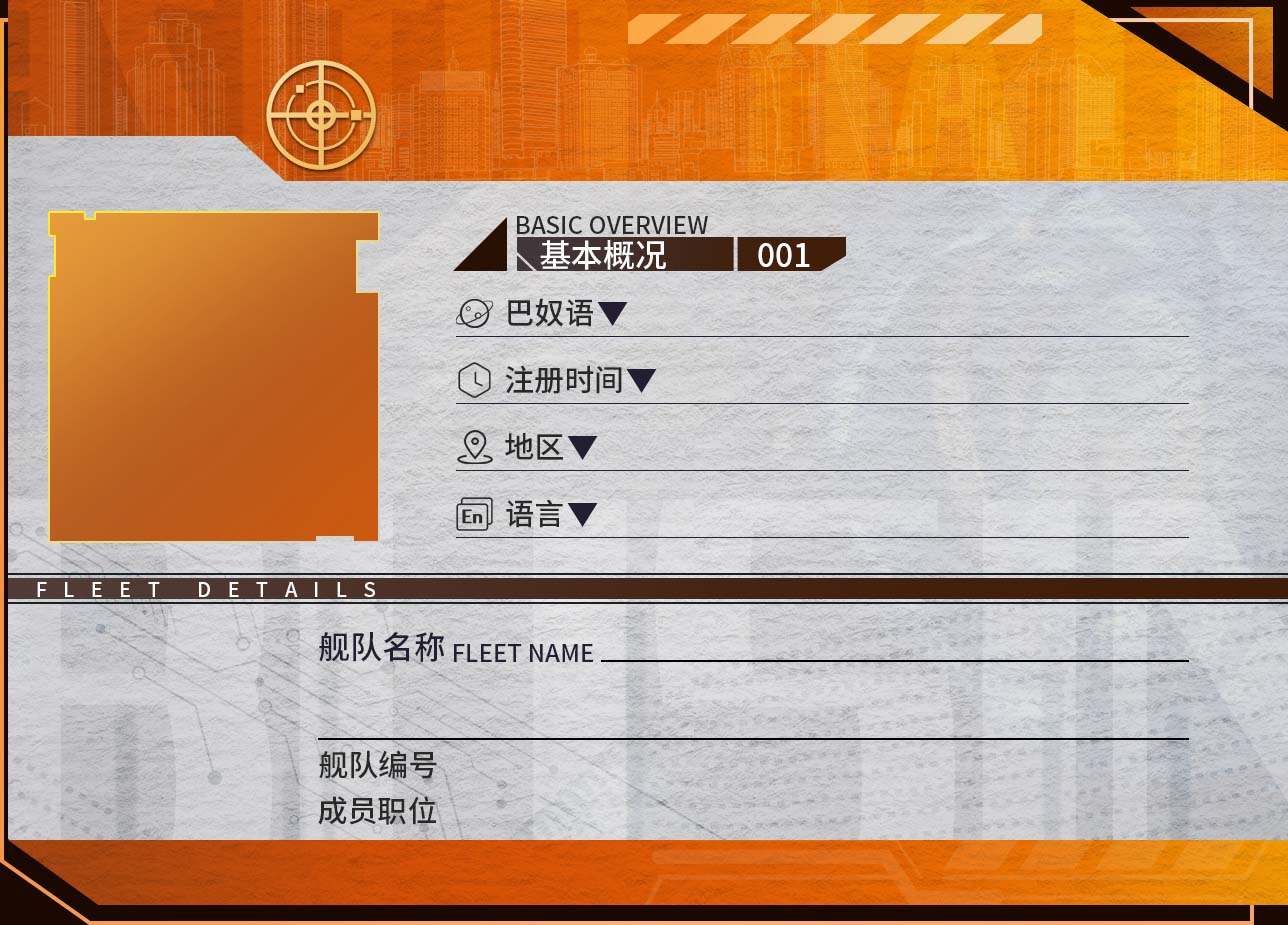 BASIC OVERVIEW
基本概况 001
巴奴语▼
注册时间▼
地区▼
En 语言▼
FLEET DETAILS
舰队名称 FLEET NAME
舰队编号
成员职位